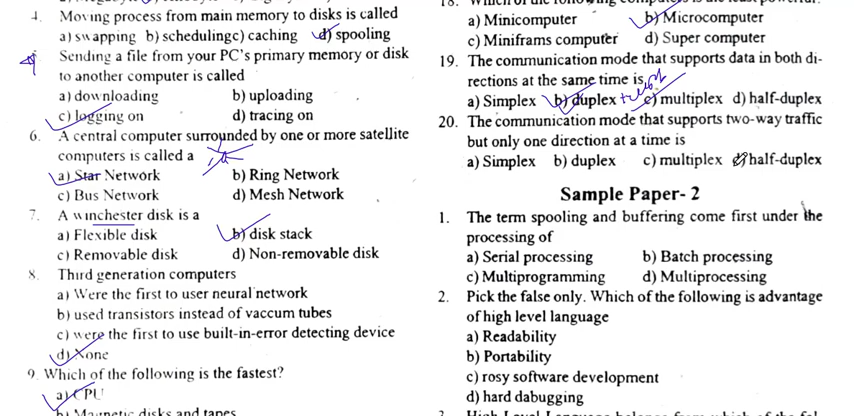 4. Moving process from main memory to disks is called
a) swapping b) schedulingc) caching d) spooling
Sending a file from your PC's primary memory or disk
to another computer is called
a) downloading b) uploading
c) logging on d) tracing on
6. A central computer surrounded by one or more satellite
computers is called a
a) Star Network b) Ring Network
c) Bus Network d) Mesh Network
7. A winchester disk is a
a) Flexible disk b) disk stack
c) Removable disk d) Non-removable disk
8. Third generation computers
a) Were the first to user neural network
b) used transistors instead of vaccum tubes
c) were the first to use built-in-error detecting device
d) None
9. Which of the following is the fastest?
a) CPU
b) Magnetic disks and tapes
a) Minicomputer b) Microcomputer
c) Miniframs computer d) Super computer
19. The communication mode that supports data in both di-
rections at the same time is
a) Simplex b) duplex c) multiplex d) half-duplex
20. The communication mode that supports two-way traffic
but only one direction at a time is
a) Simplex b) duplex c) multiplex d) half-duplex
Sample Paper- 2
1. The term spooling and buffering come first under the
processing of
a) Serial processing b) Batch processing
c) Multiprogramming d) Multiprocessing
2. Pick the false only. Which of the following is advantage
of high level language
a) Readability
b) Portability
c) rosy software development
d) hard dabugging